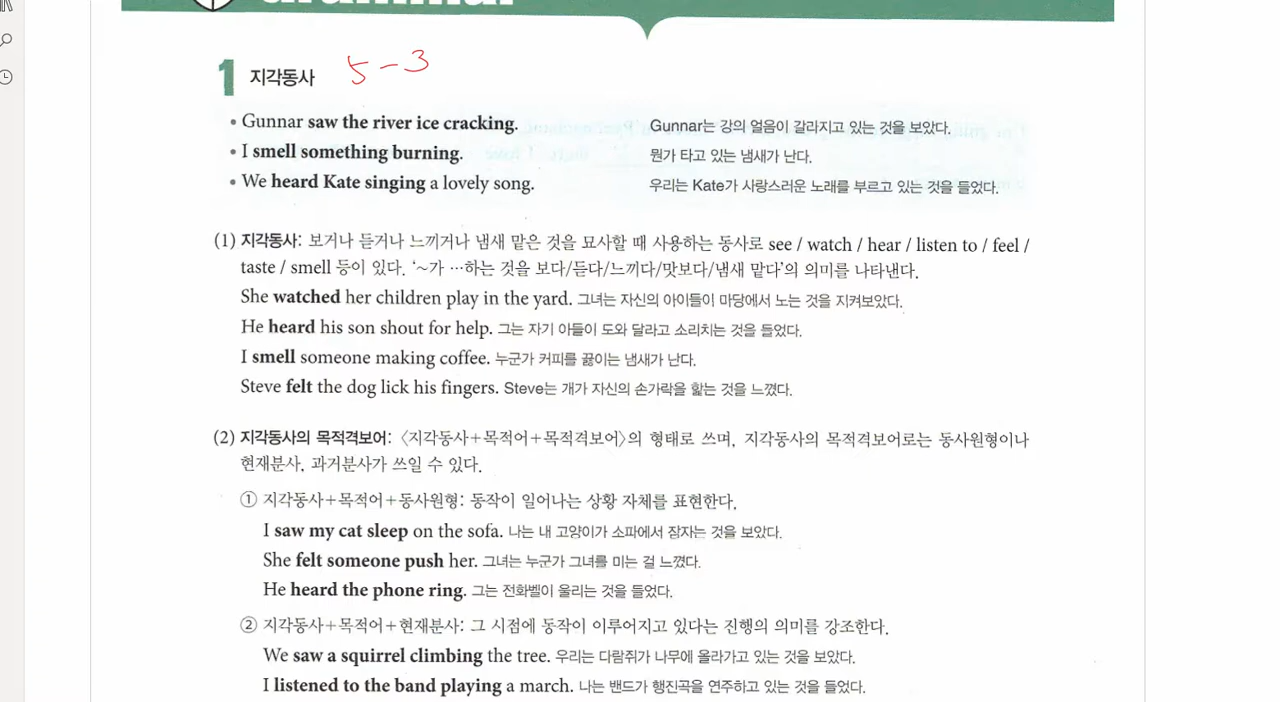 1 지각동사 5-3
• Gunnar saw the river ice cracking. Gunnar는 강의 얼음이 갈라지고 있는 것을 보았다.
• I smell something burning. 뭔가 타고 있는 냄새가 난다.
• We heard Kate singing a lovely song. 우리는 Kate가 사랑스러운 노래를 부르고 있는 것을 들었다.
(1) 지각동사: 보거나 듣거나 느끼거나 냄새 맡은 것을 묘사할 때 사용하는 동사로 see / watch / hear / listen to / feel /
taste / smell 등이 있다. ‘~가 …하는 것을 보다/듣다/느끼다/맛보다/냄새 맡다’의 의미를 나타낸다.
She watched her children play in the yard. 그녀는 자신의 아이들이 마당에서 노는 것을 지켜보았다.
He heard his son shout for help. 그는 자기 아들이 도와 달라고 소리치는 것을 들었다.
I smell someone making coffee. 누군가 커피를 끓이는 냄새가 난다.
Steve felt the dog lick his fingers. Steve는 개가 자신의 손가락을 핥는 것을 느꼈다.
(2) 지각동사의 목적격보어: 〈지각동사+목적어+목적격보어〉의 형태로 쓰며, 지각동사의 목적격보어로는 동사원형이나
현재분사, 과거분사가 쓰일 수 있다.
① 지각동사+목적어+동사원형: 동작이 일어나는 상황 자체를 표현한다.
I saw my cat sleep on the sofa. 나는 내 고양이가 소파에서 잠자는 것을 보았다.
She felt someone push her. 그녀는 누군가 그녀를 미는 걸 느꼈다.
He heard the phone ring. 그는 전화벨이 울리는 것을 들었다.
② 지각동사+목적어+현재분사: 그 시점에 동작이 이루어지고 있다는 진행의 의미를 강조한다.
We saw a squirrel climbing the tree. 우리는 다람쥐가 나무에 올라가고 있는 것을 보았다.
I listened to the band playing a march. 나는 밴드가 행진곡을 연주하고 있는 것을 들었다.